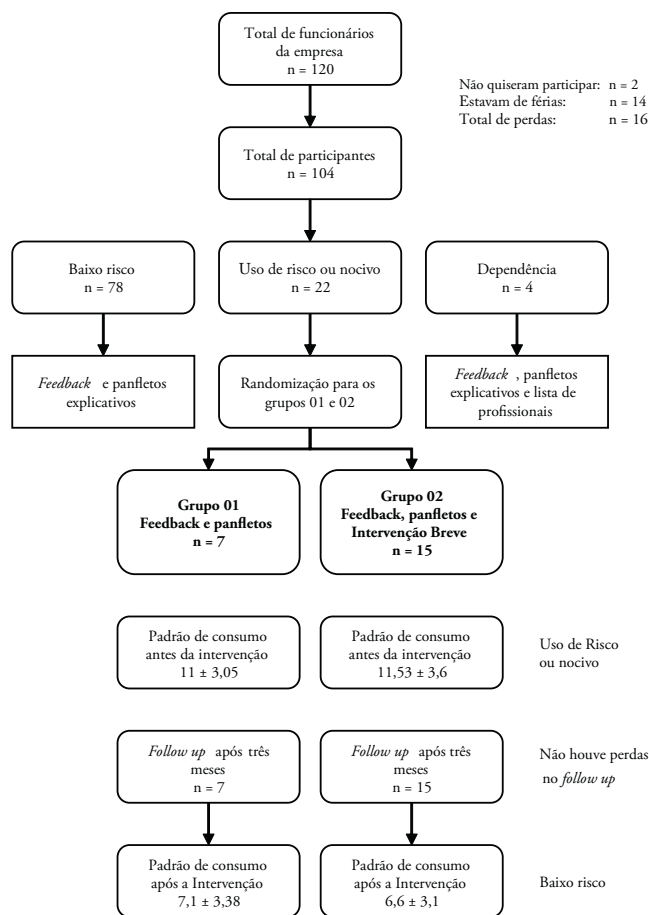 Total de funcionários
da empresa
n = 120
Não quiseram participar: n = 2
Estavam de férias: n = 14
Total de perdas: n = 16
Total de participantes
n = 104
Baixo risco
n = 78
Uso de risco ou nocivo
n = 22
Dependência
n = 4
Feedback e panfletos
explicativos
Randomização para os
grupos 01 e 02
Feedback , panfletos
explicativos e lista de
profissionais
Grupo 01
Feedback e panfletos
n = 7
Grupo 02
Feedback, panfletos e
Intervenção Breve
n = 15
Padrão de consumo
antes da intervenção
11 ± 3,05
Padrão de consumo
antes da intervenção
11,53 ± 3,6
Uso de Risco
ou nocivo
Follow up após três
meses
n = 7
Follow up após três
meses
n = 15
Não houve perdas
no follow up
Padrão de consumo
após a Intervenção
7,1 ± 3,38
Padrão de consumo
após a Intervenção
6,6 ± 3,1
Baixo risco